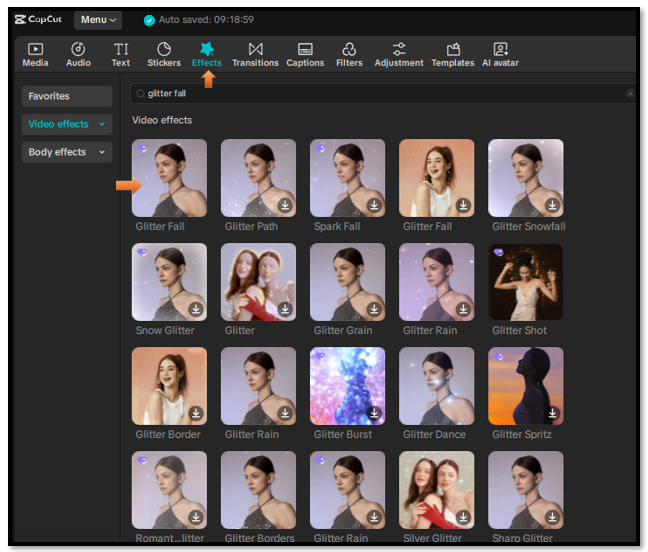 CapCut Menu Auto saved: 09:18:59
Media Audio Text Stickers Effects Transitions Captions Filters Adjustment Templates AI avatar
TI
Favorites
Video effects
Body effects
glitter fall
Video effects
Glitter Fall Glitter Path Spark Fall Glitter Fall Glitter Snowfall
Snow Glitter Glitter Glitter Grain Glitter Rain Glitter Shot
Glitter Border Glitter Rain Glitter Burst Glitter Dance Glitter Spritz
Romant...litter Glitter Borders Glitter Rain Silver Glitter Sharp Glitter